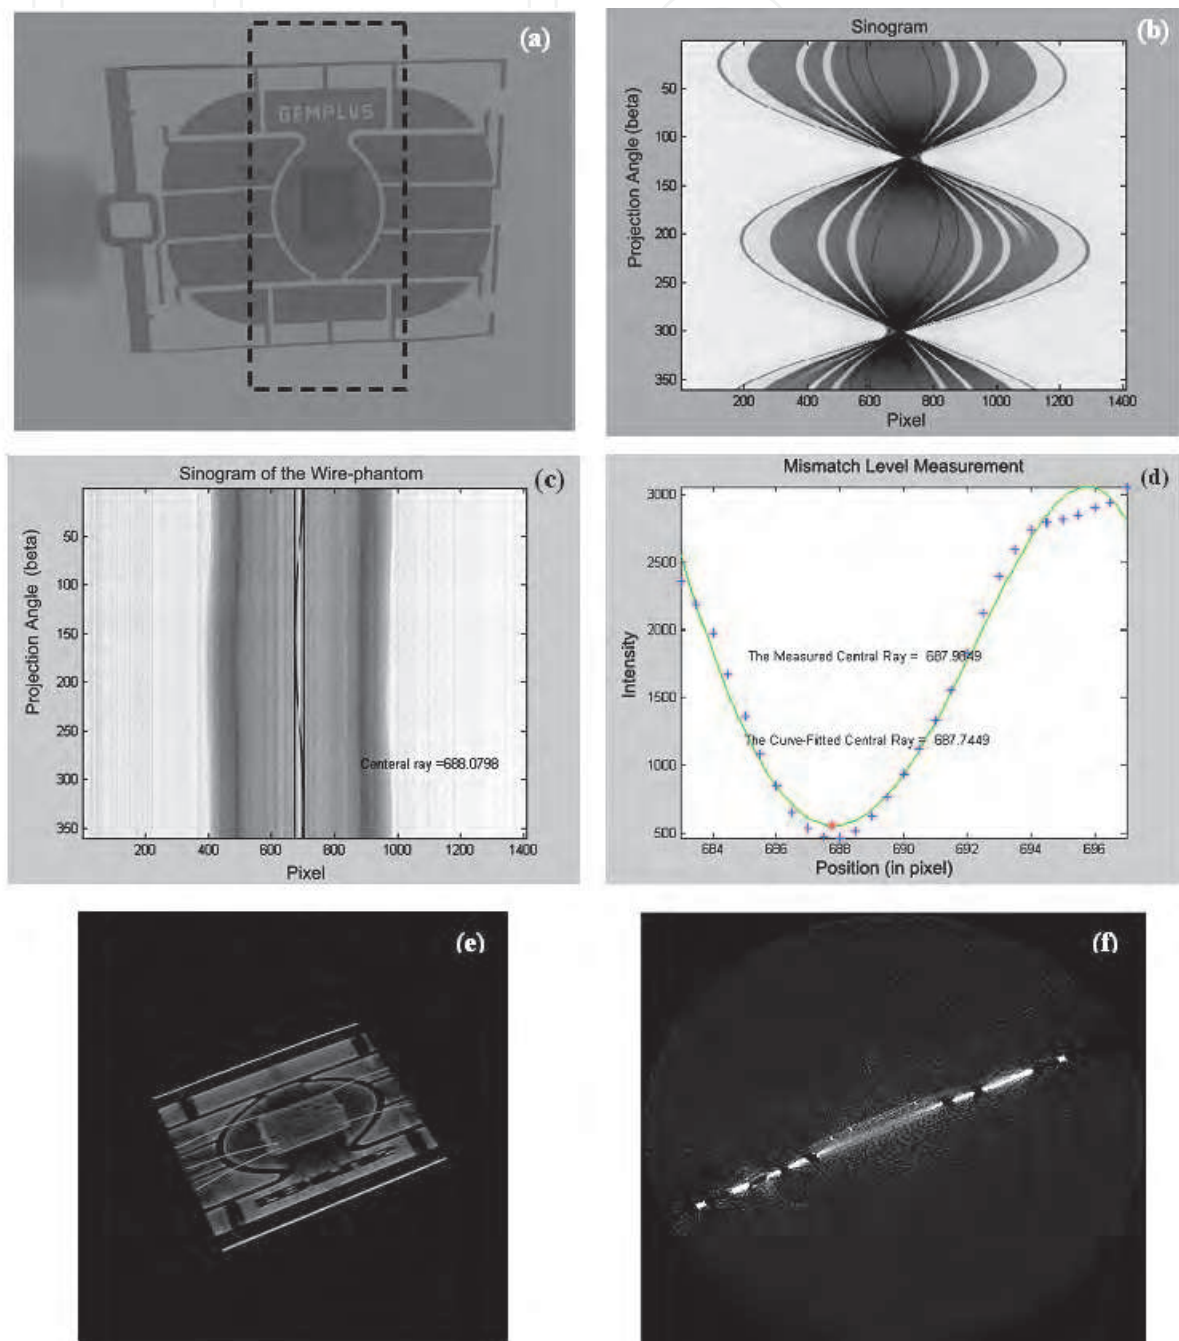 (a)
GEMPLUS
Sinogram
(b)
Projection Angle (beta)
50
100
150
200
250
300
350
200 400 600 800 1000 1200 1400
Pixel
Sinogram of the Wire-phantom
(c)
Projection Angle (beta)
50
100
150
200
250
300
350
Centeral ray =688.0798
0 200 400 600 800 1000 1200 1400
Pixel
Mismatch Level Measurement
(d)
Intensity
3000
2500
2000
1500
1000
500
The Measured Central Ray = 687.9849
The Curve-Fitted Central Ray = 687.7449
684 686 688 690 692 694 696
Position (in pixel)
(e)
(f)